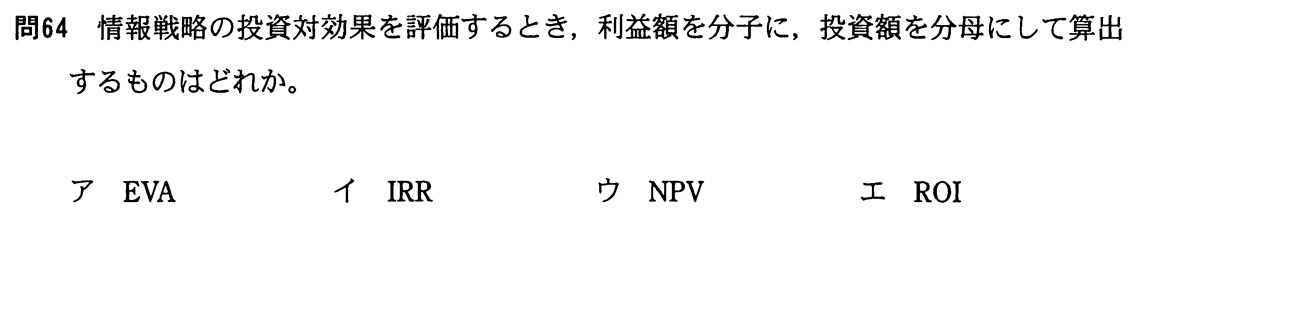 問64 情報戦略の投資対効果を評価するとき，利益額を分子に，投資額を分母にして算出
するものはどれか。
ア EVA イ IRR ウ NPV エ ROI